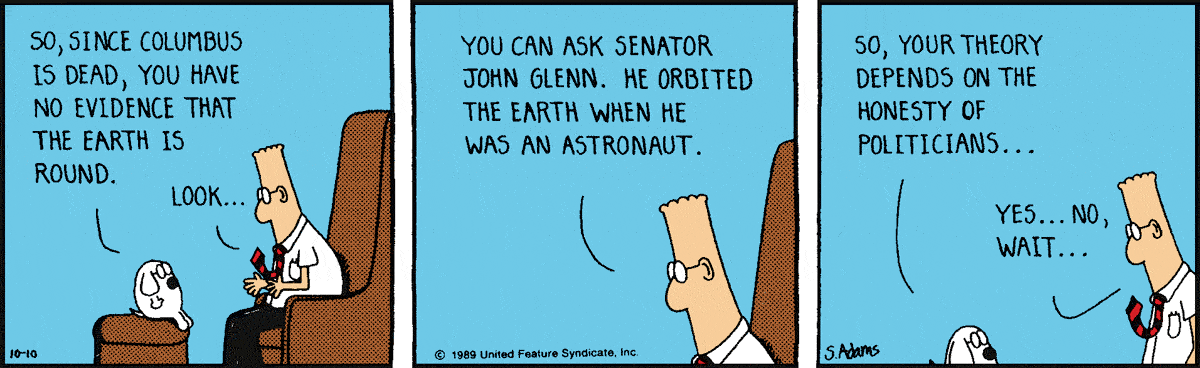 SO, SINCE COLUMBUS
IS DEAD, YOU HAVE
NO EVIDENCE THAT
THE EARTH IS
ROUND.
LOOK...
10-10
YOU CAN ASK SENATOR
JOHN GLENN. HE ORBITED
THE EARTH WHEN HE
WAS AN ASTRONAUT.
© 1989 United Feature Syndicate, Inc.
SO, YOUR THEORY
DEPENDS ON THE
HONESTY OF
POLITICIANS...
YES... NO,
WAIT...
S.Adams